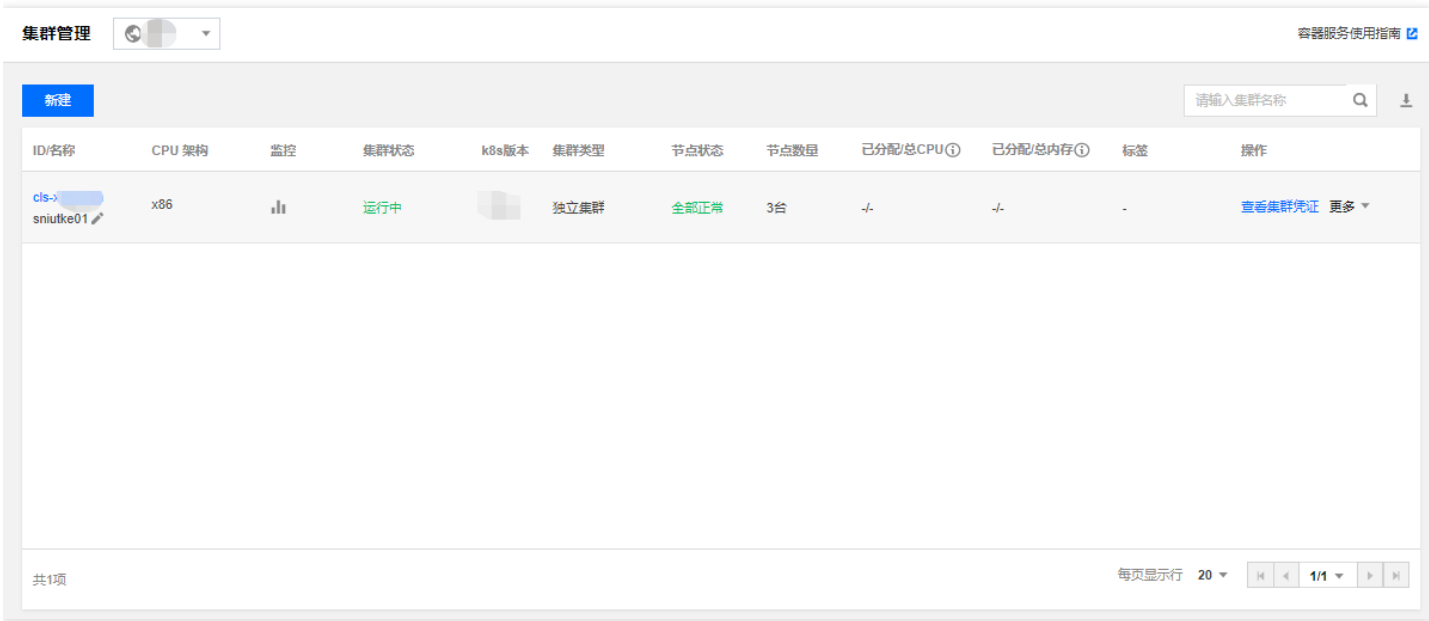 集群管理
容器服务使用指南
新建
请输入集群名称
ID/名称 CPU 架构 监控 集群状态 k8s版本 集群类型 节点状态 节点数量 已分配/总CPU 已分配/总内存 标签 操作
cls- x86 运行中 独立集群 全部正常 3台 -/- -/- - 查看集群凭证 更多
sniutke01
共1项 每页显示行 20 1/1